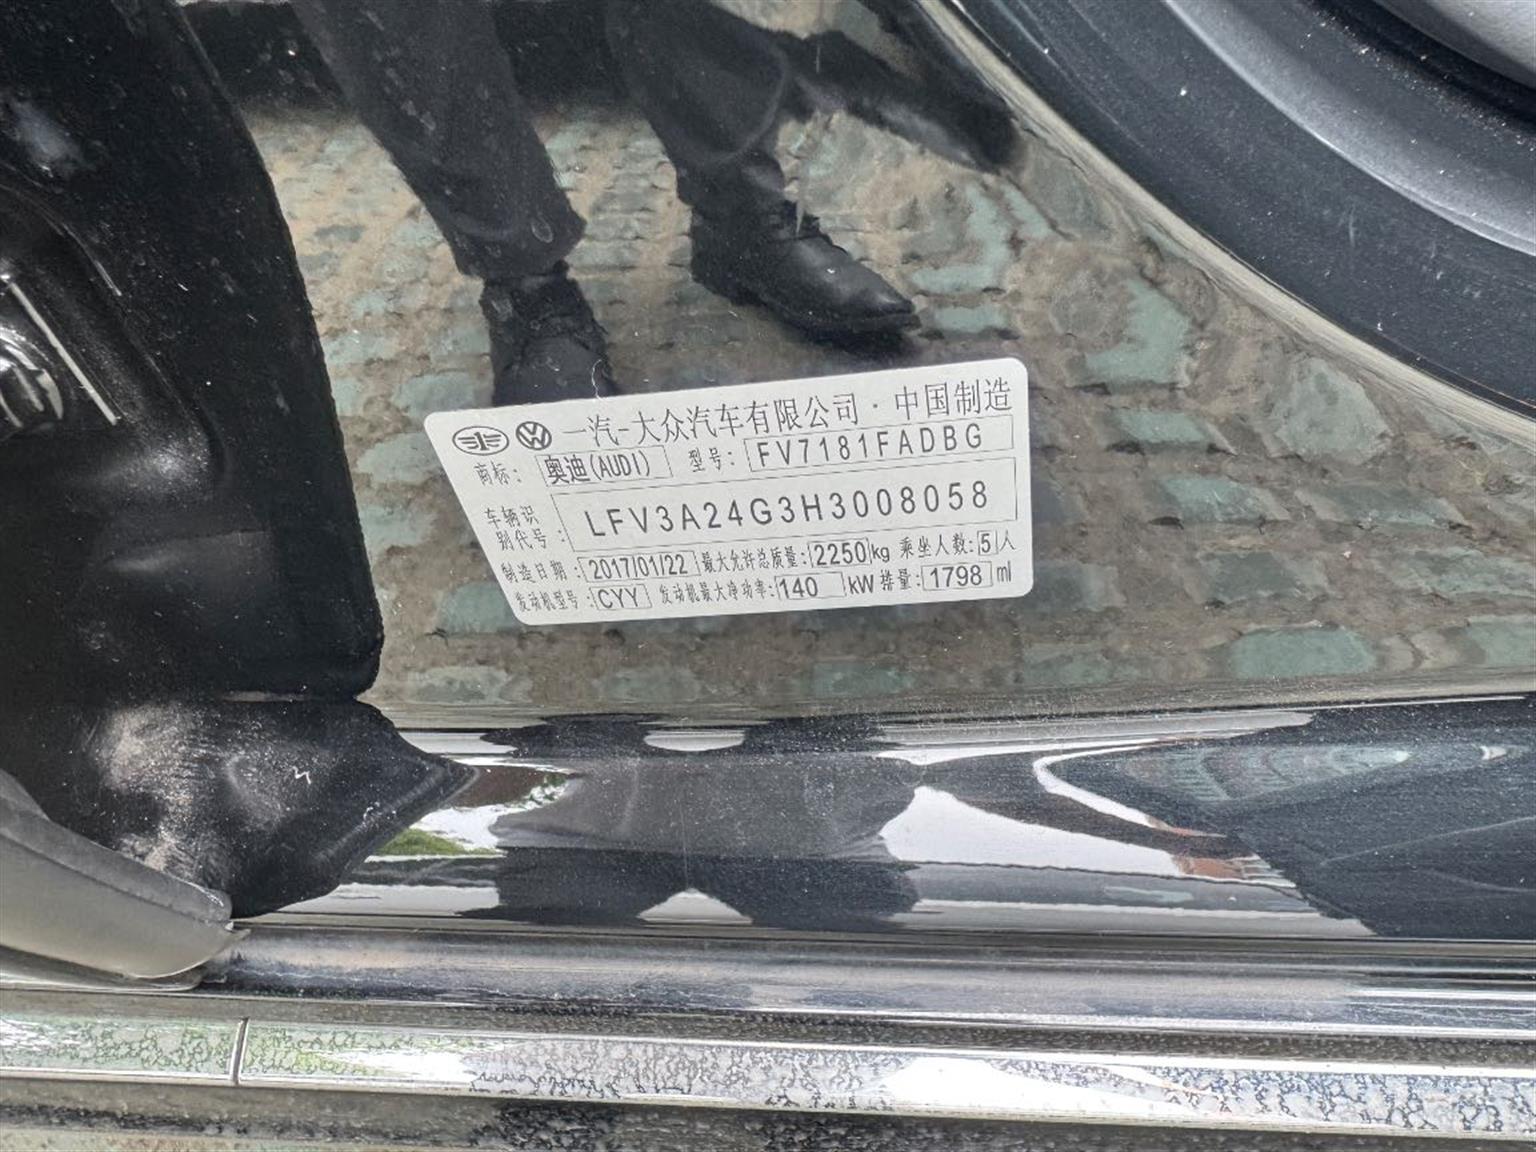 一汽-大众汽车有限公司·中国制造
商标: 奥迪(AUDI) 型号: FV7181FADBG
车辆识别代号: LFV3A24G3H3008058
制造日期: 2017/01/22 最大允许总质量: 2250kg 乘坐人数: 5人
发动机型号: CYY 发动机最大净功率: 140 kW 排量: 1798 ml